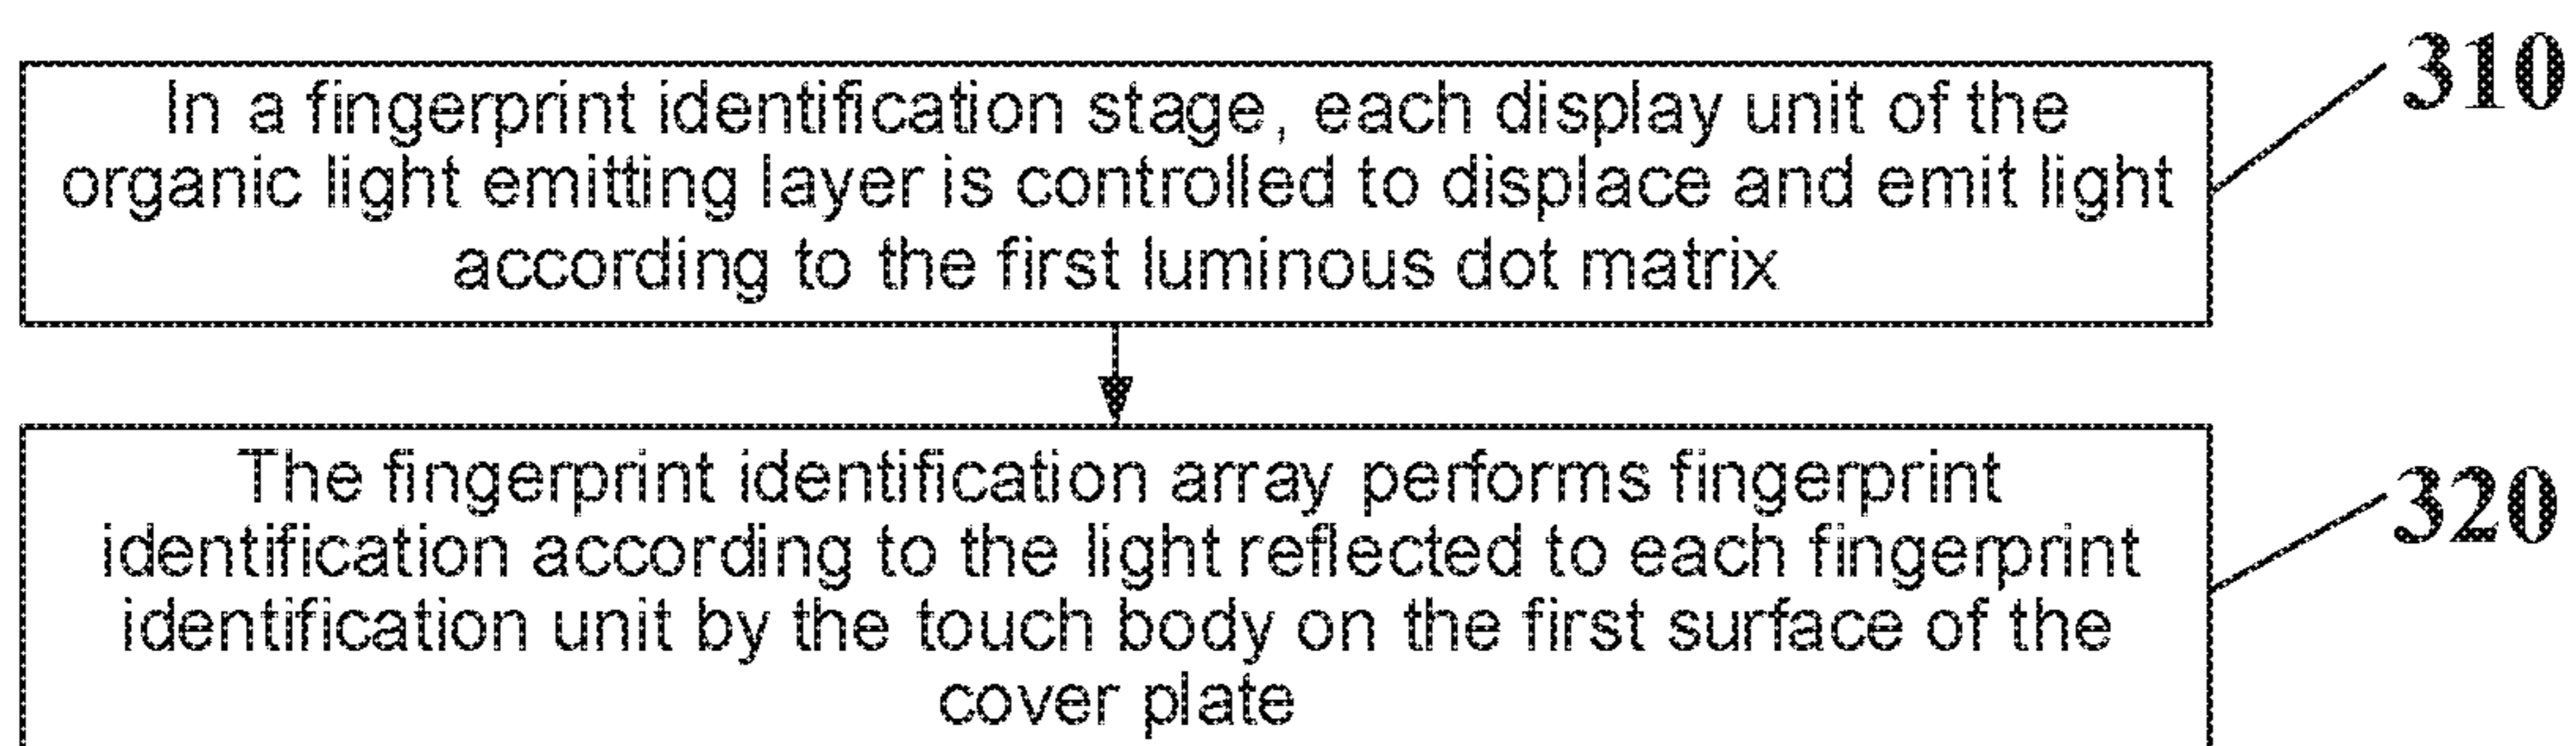 310
In a fingerprint identification stage, each display unit of the
organic light emitting layer is controlled to displace and emit light
according to the first luminous dot matrix
320
The fingerprint identification array performs fingerprint
identification according to the light reflected to each fingerprint
identification unit by the touch body on the first surface of the
cover plate